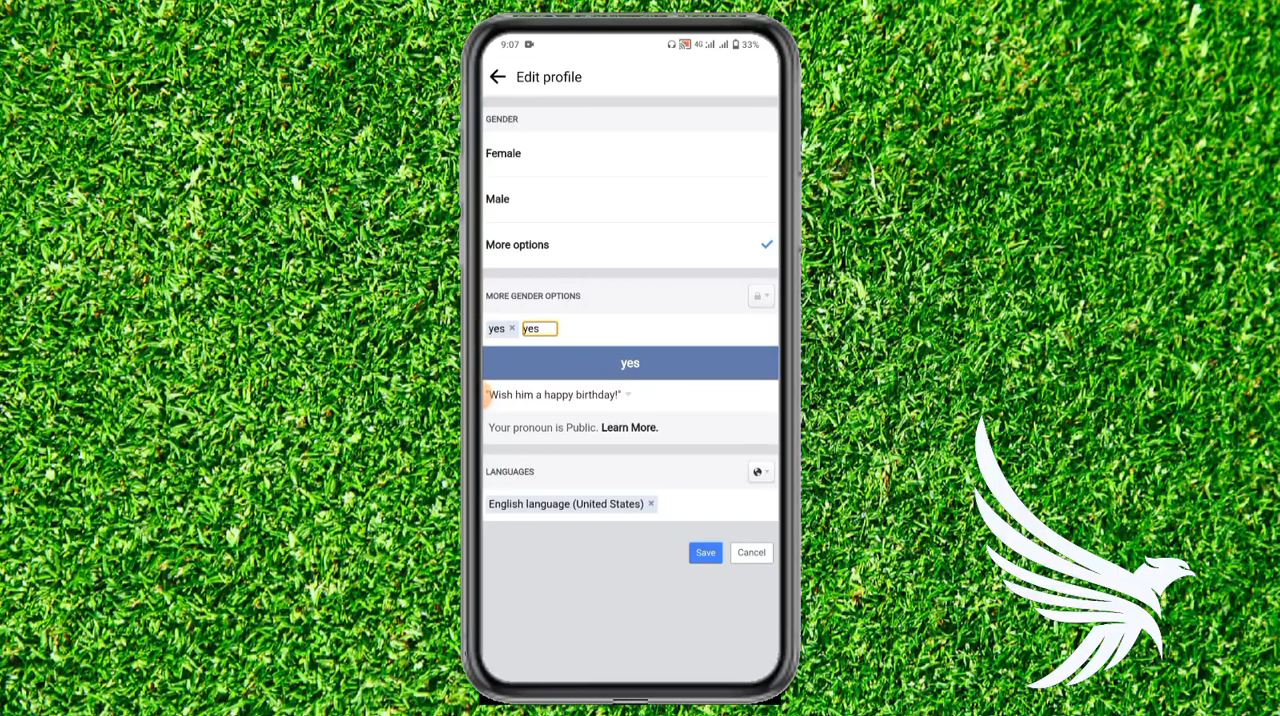 9:07 4G 33%
Edit profile
GENDER
Female
Male
More options
MORE GENDER OPTIONS
yes × yes
yes
"Wish him a happy birthday!"
Your pronoun is Public. Learn More.
LANGUAGES
English language (United States) ×
Save Cancel